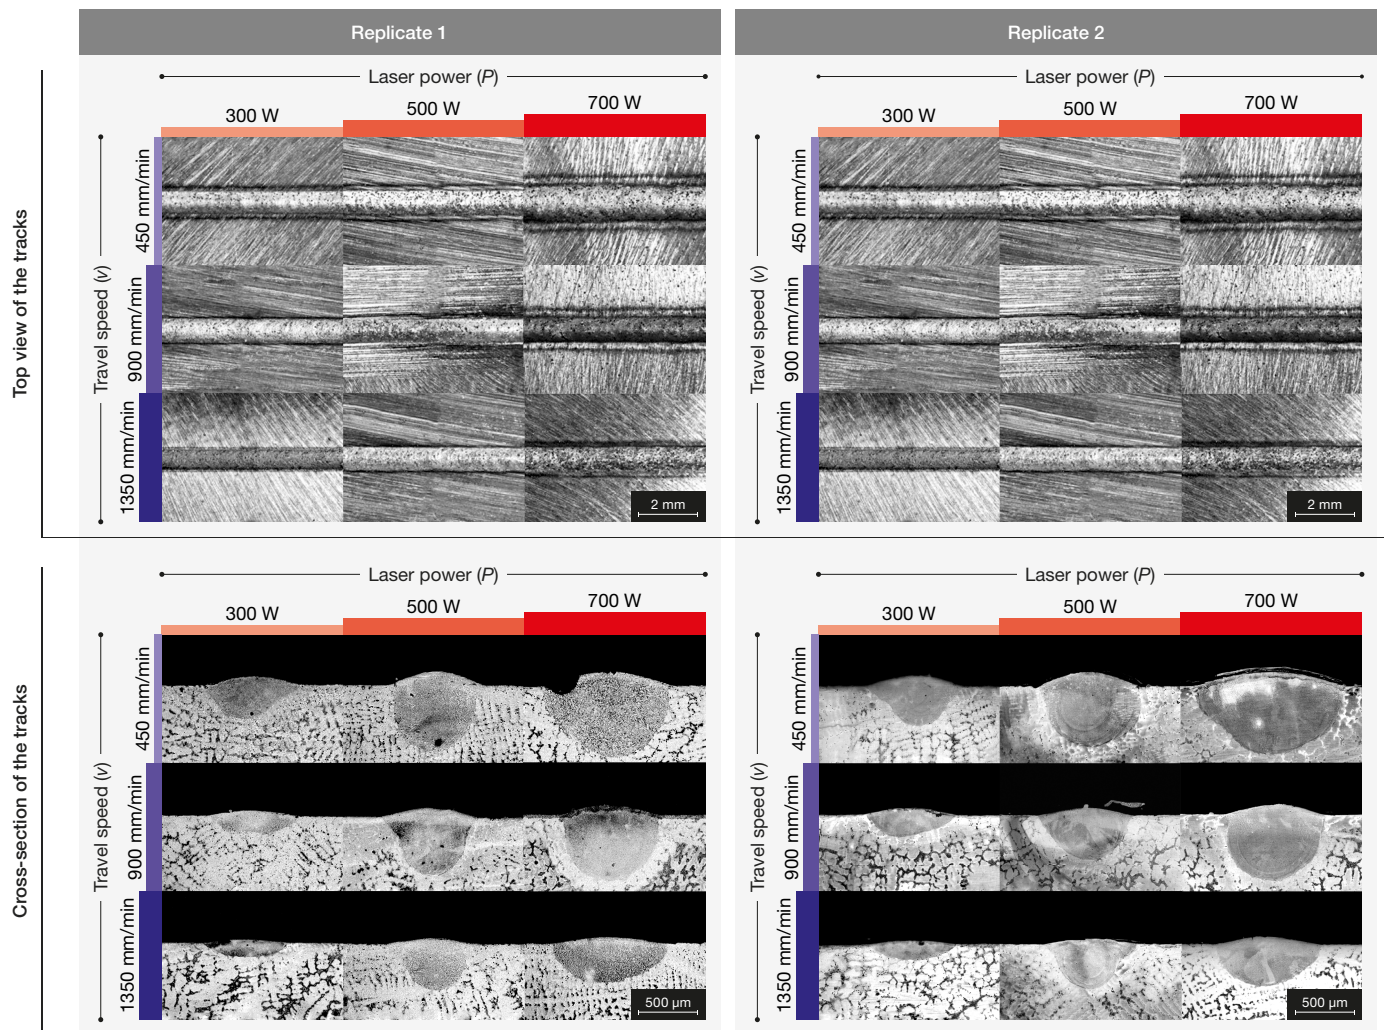 Replicate 1
Replicate 2
Top view of the tracks
Laser power (P)
300 W
500 W
700 W
Travel speed (v)
450 mm/min
900 mm/min
1350 mm/min
2 mm
Laser power (P)
300 W
500 W
700 W
Travel speed (v)
450 mm/min
900 mm/min
1350 mm/min
2 mm
Cross-section of the tracks
Laser power (P)
300 W
500 W
700 W
Travel speed (v)
450 mm/min
900 mm/min
1350 mm/min
500 µm
Laser power (P)
300 W
500 W
700 W
Travel speed (v)
450 mm/min
900 mm/min
1350 mm/min
500 µm